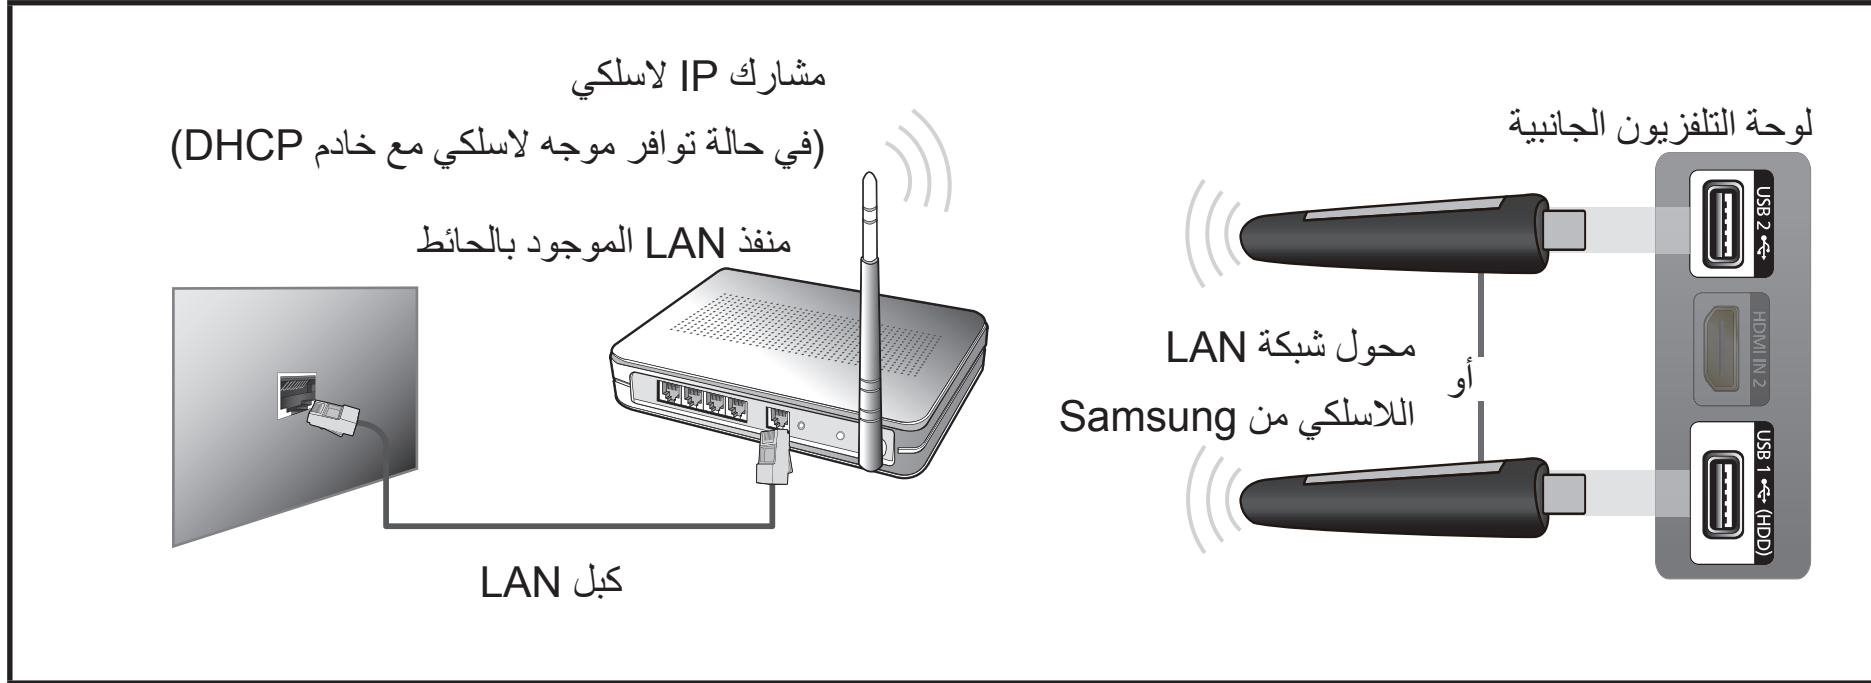 لوحة التلفزيون الجانبية
USB 2
HDMI IN 2
USB 1 (HDD)
محول شبكة LAN
اللاسلكي من Samsung
أو
مشارك IP لاسلكي
(في حالة توافر موجه لاسلكي مع خادم DHCP)
منفذ LAN الموجود بالحائط
كبل LAN